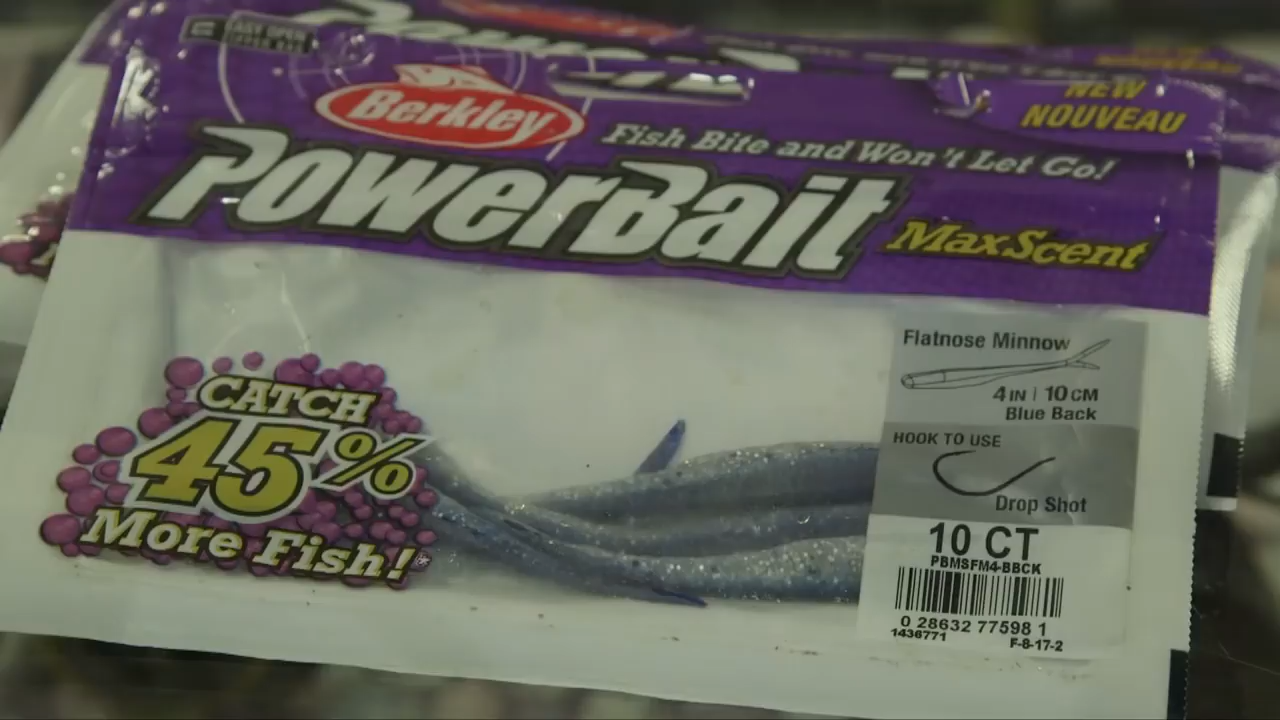 Berkley
Fish Bite and Won't Let Go!
NEW
NOUVEAU
PowerBait
MaxScent
CATCH
45%
More Fish!*
Flatnose Minnow
4 IN | 10 CM
Blue Back
HOOK TO USE
Drop Shot
10 CT
PBMSFM4-BBCK
0 28632 77598 1
1436771
F-8-17-2